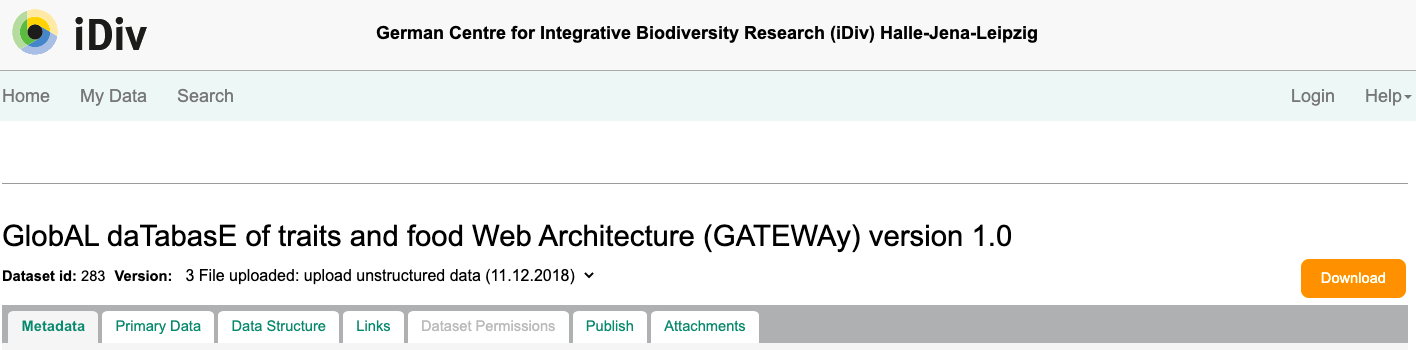 iDiv
German Centre for Integrative Biodiversity Research (iDiv) Halle-Jena-Leipzig
Home My Data Search Login Help
GlobAL daTabasE of traits and food Web Architecture (GATEWAy) version 1.0
Dataset id: 283 Version: 3 File uploaded: upload unstructured data (11.12.2018)
Download
Metadata Primary Data Data Structure Links Dataset Permissions Publish Attachments